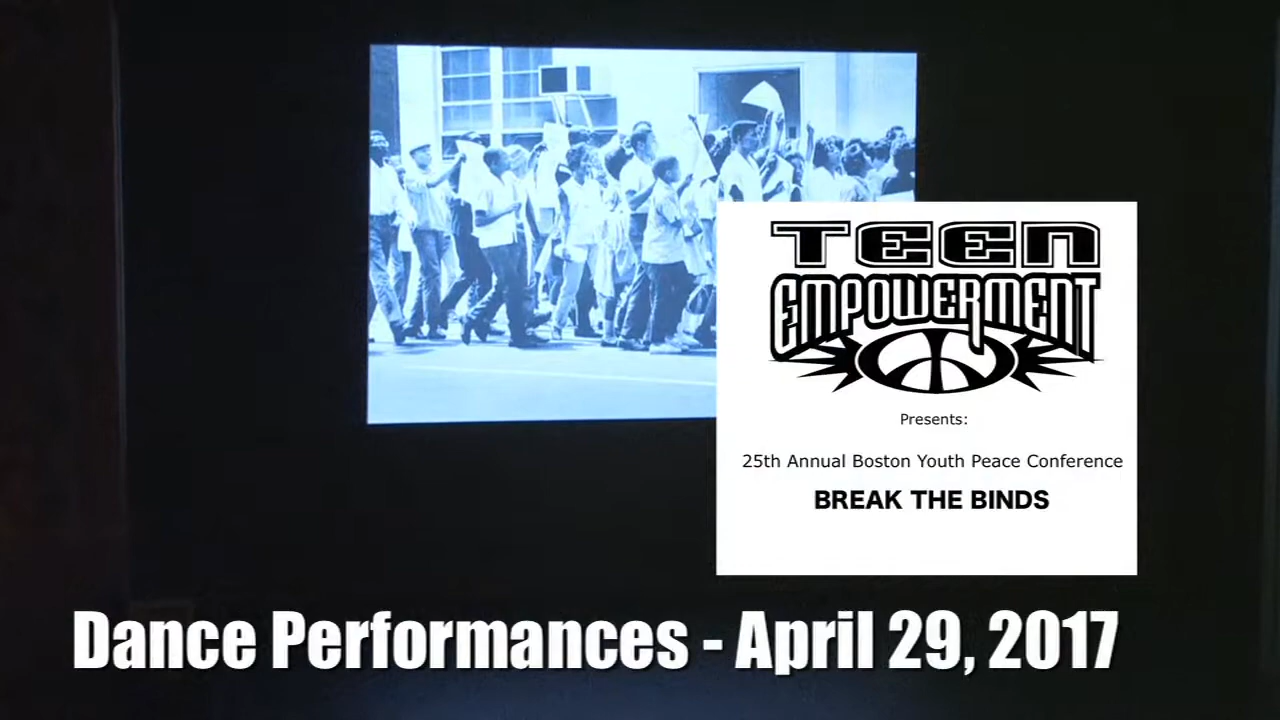 TEEN
EMPOWERMENT
Presents:
25th Annual Boston Youth Peace Conference
BREAK THE BINDS
Dance Performances - April 29, 2017